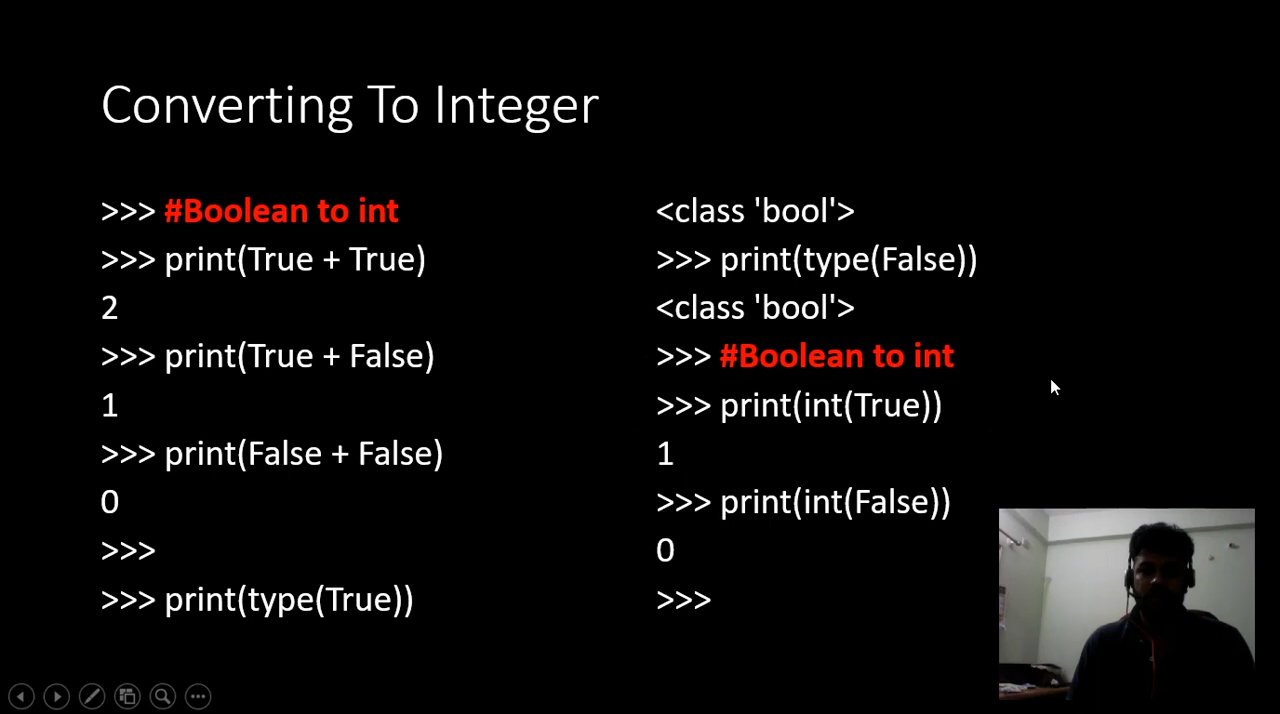 Converting To Integer
>>> #Boolean to int
>>> print(True + True)
2
>>> print(True + False)
1
>>> print(False + False)
0
>>>
>>> print(type(True))
<class 'bool'>
>>> print(type(False))
<class 'bool'>
>>> #Boolean to int
>>> print(int(True))
1
>>> print(int(False))
0
>>>